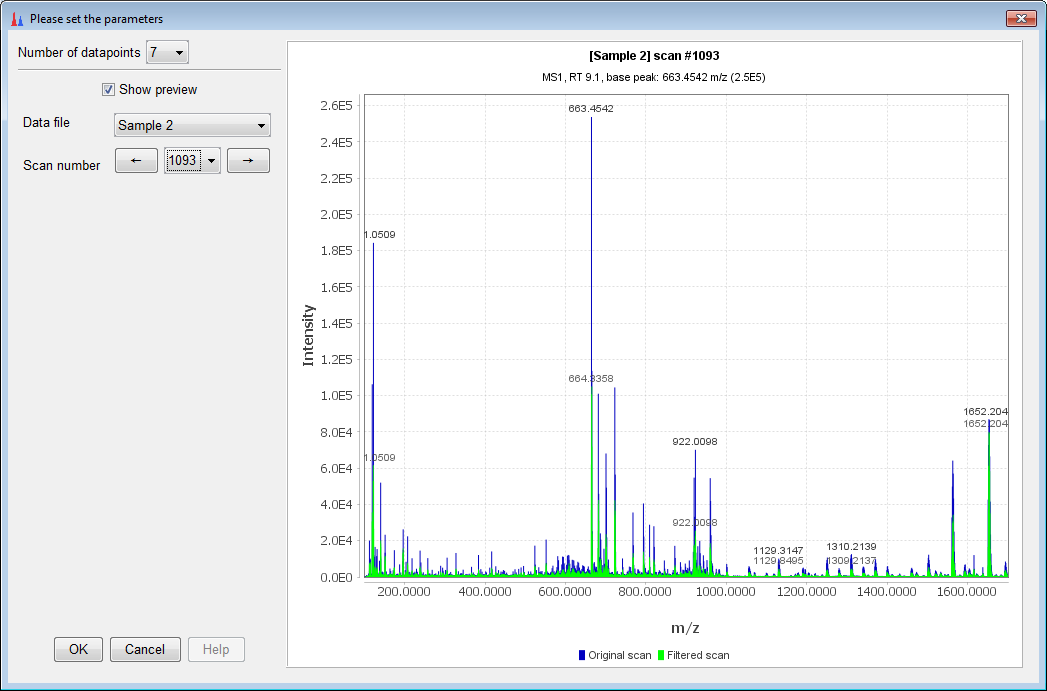 Please set the parameters
Number of datapoints 7
Show preview
Data file Sample 2
Scan number ← 1093 →
OK Cancel Help
[Sample 2] scan #1093
MS1, RT 9.1, base peak: 663.4542 m/z (2.5E5)
Intensity
2.6E5
2.4E5
2.2E5
2.0E5
1.8E5
1.6E5
1.4E5
1.2E5
1.0E5
8.0E4
6.0E4
4.0E4
2.0E4
0.0E0
663.4542
1.0509
664.3358
1652.204
1652.204
922.0098
1.0509
922.0098
1310.2139
1129.3147
1129.8495
1309.2137
200.0000 400.0000 600.0000 800.0000 1000.0000 1200.0000 1400.0000 1600.0000
m/z
Original scan Filtered scan